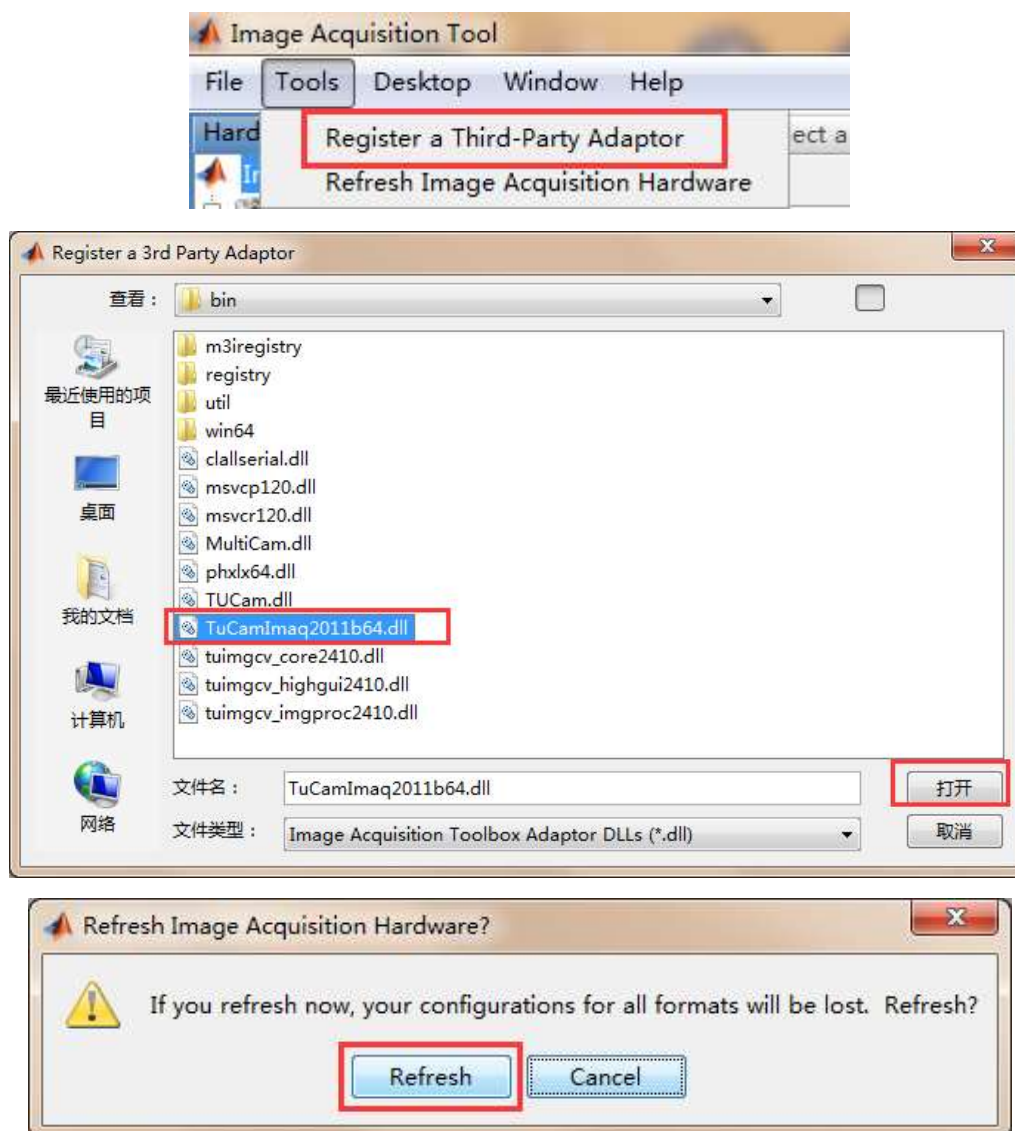 Image Acquisition Tool
File Tools Desktop Window Help
Hard
Register a Third-Party Adaptor
ect a
Refresh Image Acquisition Hardware
Register a 3rd Party Adaptor
查看：
bin
最近使用的项
目
桌面
我的文档
计算机
网络
m3iregistry
registry
util
win64
clallserial.dll
msvcp120.dll
msvcr120.dll
MultiCam.dll
phxlx64.dll
TUCam.dll
TuCamImaq2011b64.dll
tuimgcv_core2410.dll
tuimgcv_highgui2410.dll
tuimgcv_imgproc2410.dll
文件名： TuCamImaq2011b64.dll 打开
文件类型： Image Acquisition Toolbox Adaptor DLLs (*.dll) 取消
Refresh Image Acquisition Hardware?
If you refresh now, your configurations for all formats will be lost. Refresh?
Refresh Cancel